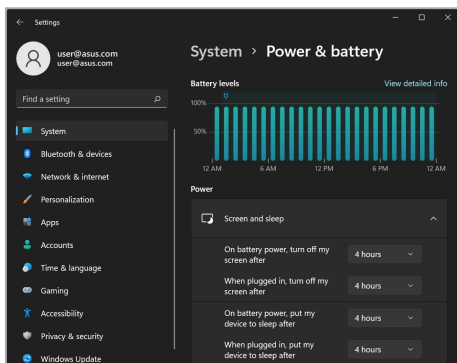 Settings
user@asus.com
user@asus.com
Find a setting
System
Bluetooth & devices
Network & internet
Personalization
Apps
Accounts
Time & language
Gaming
Accessibility
Privacy & security
Windows Update
System > Power & battery
Battery levels View detailed info
100%
50%
12 AM 6 AM 12 PM 6 PM 12 AM
Power
Screen and sleep
On battery power, turn off my
screen after
4 hours
When plugged in, turn off my
screen after
4 hours
On battery power, put my
device to sleep after
4 hours
When plugged in, put my
device to sleep after
4 hours